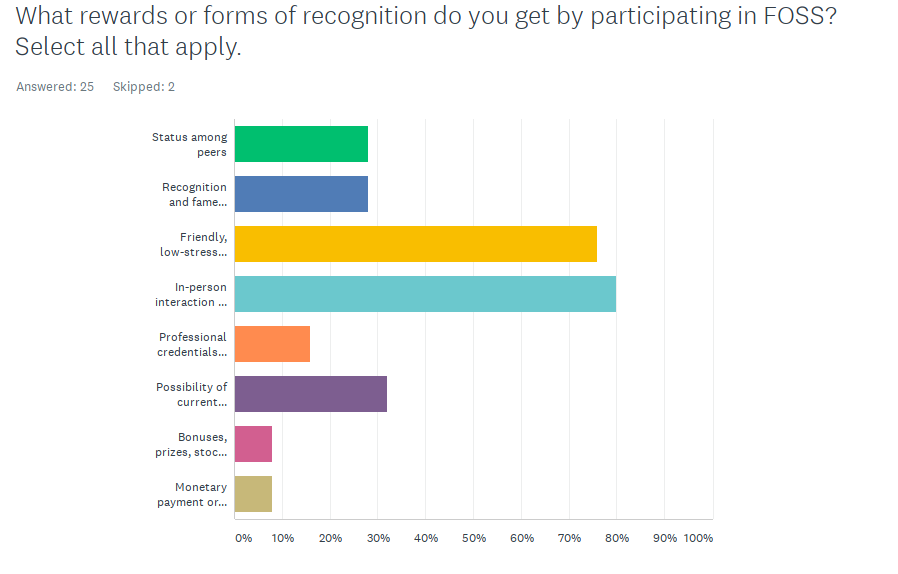 What rewards or forms of recognition do you get by participating in FOSS?
Select all that apply.
Answered: 25 Skipped: 2
Status among
peers
Recognition
and fame...
Friendly,
low-stress...
In-person
interaction ...
Professional
credentials...
Possibility of
current...
Bonuses,
prizes, stoc...
Monetary
payment or...
0% 10% 20% 30% 40% 50% 60% 70% 80% 90% 100%